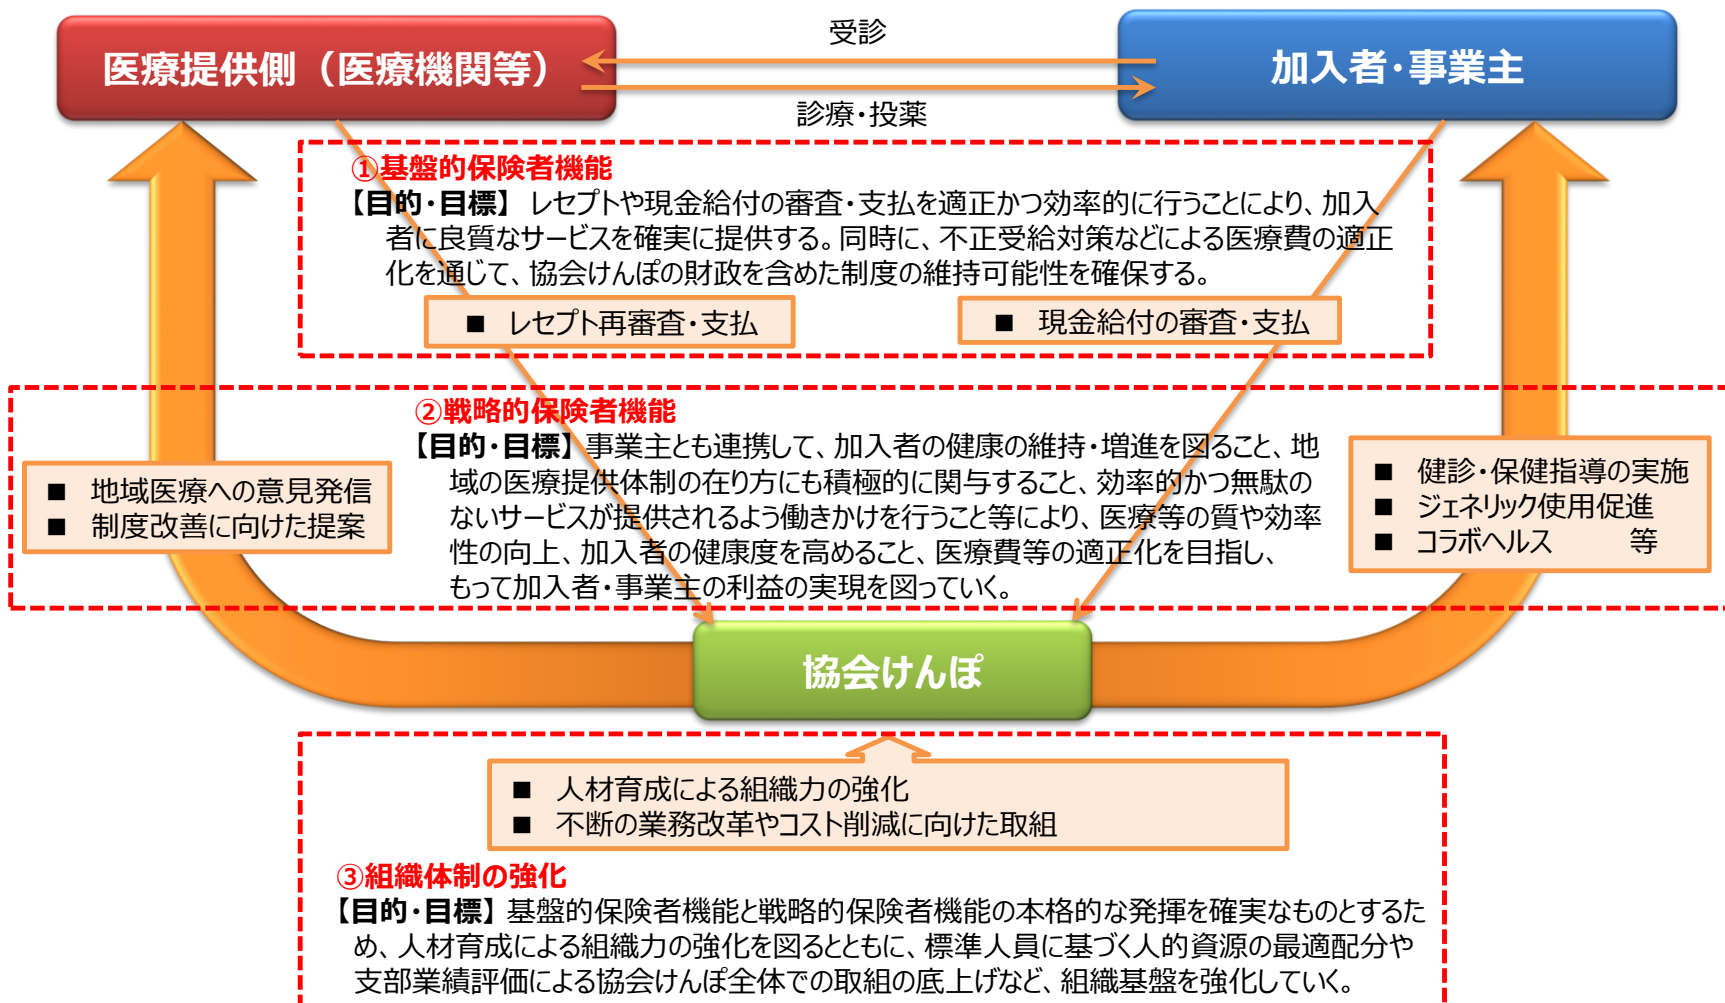 受診
医療提供側（医療機関等）
加入者・事業主
診療・投薬
①基盤的保険者機能
【目的・目標】 レセプトや現金給付の審査・支払を適正かつ効率的に行うことにより、加入
者に良質なサービスを確実に提供する。同時に、不正受給対策などによる医療費の適正
化を通じて、協会けんぽの財政を含めた制度の維持可能性を確保する。
■ レセプト再審査・支払
■ 現金給付の審査・支払
②戦略的保険者機能
【目的・目標】 事業主とも連携して、加入者の健康の維持・増進を図ること、地
域の医療提供体制の在り方にも積極的に関与すること、効率的かつ無駄の
ないサービスが提供されるよう働きかけを行うこと等により、医療等の質や効率
性の向上、加入者の健康度を高めること、医療費等の適正化を目指し、
もって加入者・事業主の利益の実現を図っていく。
■ 地域医療への意見発信
■ 制度改善に向けた提案
■ 健診・保健指導の実施
■ ジェネリック使用促進
■ コラボヘルス 等
協会けんぽ
■ 人材育成による組織力の強化
■ 不断の業務改革やコスト削減に向けた取組
③組織体制の強化
【目的・目標】 基盤的保険者機能と戦略的保険者機能の本格的な発揮を確実なものとするた
め、人材育成による組織力の強化を図るとともに、標準人員に基づく人的資源の最適配分や
支部業績評価による協会けんぽ全体での取組の底上げなど、組織基盤を強化していく。